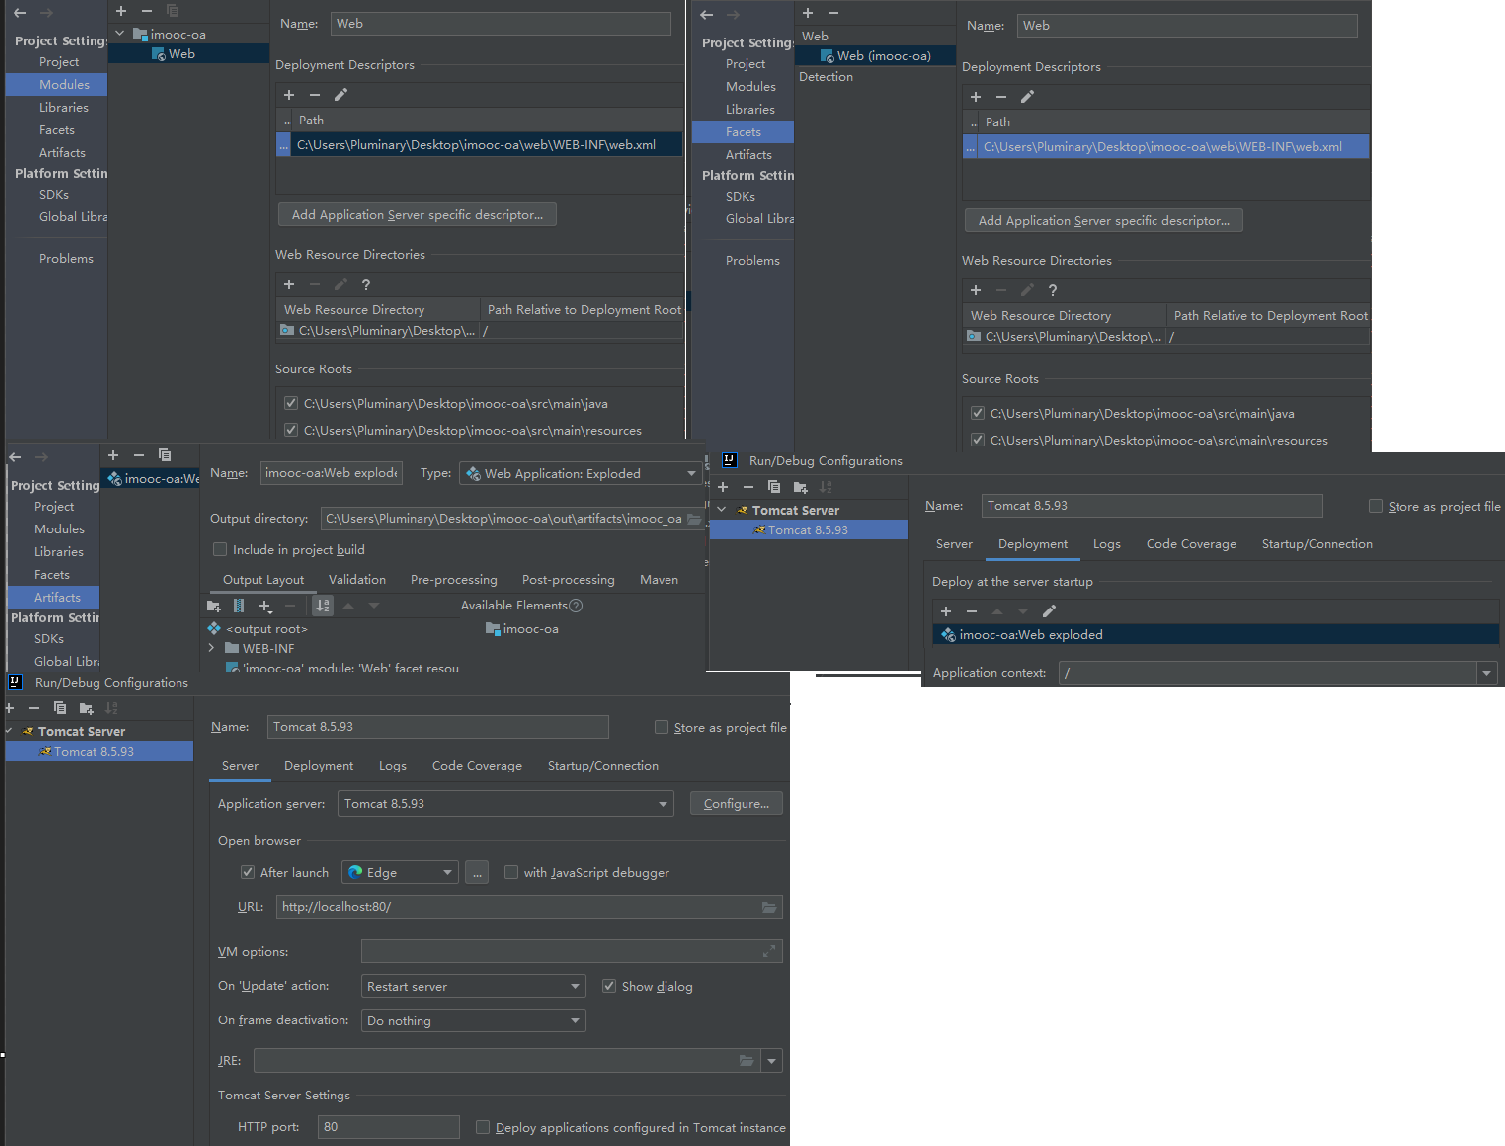 Project Settings
Project
Modules
Libraries
Facets
Artifacts
Platform Settin
SDKs
Global Libra
Problems
imooc-oa
Web
Name:
Web
Deployment Descriptors
.. Path
... C:\Users\Pluminary\Desktop\imooc-oa\web\WEB-INF\web.xml
Add Application Server specific descriptor...
Web Resource Directories
?
Web Resource Directory Path Relative to Deployment Root
C:\Users\Pluminary\Desktop\... /
Source Roots
C:\Users\Pluminary\Desktop\imooc-oa\src\main\java
C:\Users\Pluminary\Desktop\imooc-oa\src\main\resources
Project Setting
Project
Modules
Libraries
Facets
Artifacts
Platform Settin
SDKs
Global Libra
Problems
Web
Web (imooc-oa)
Detection
Name:
Web
Deployment Descriptors
.. Path
... C:\Users\Pluminary\Desktop\imooc-oa\web\WEB-INF\web.xml
Add Application Server specific descriptor...
Web Resource Directories
?
Web Resource Directory Path Relative to Deployment Root
C:\Users\Pluminary\Desktop\... /
Source Roots
C:\Users\Pluminary\Desktop\imooc-oa\src\main\java
C:\Users\Pluminary\Desktop\imooc-oa\src\main\resources
Project Setting
Project
Modules
Libraries
Facets
Artifacts
Platform Settin
SDKs
Global Libra
imooc-oa:We
Name: imooc-oa:Web explode Type: Web Application: Exploded
Output directory: C:\Users\Pluminary\Desktop\imooc-oa\out\artifacts\imooc_oa
Include in project build
Output Layout Validation Pre-processing Post-processing Maven
Available Elements ?
<output root>
imooc-oa
WEB-INF
'imooc-oa' module: 'Web' facet resou
Run/Debug Configurations
Tomcat Server
Tomcat 8.5.93
Name: Tomcat 8.5.93 Store as project file
Server Deployment Logs Code Coverage Startup/Connection
Deploy at the server startup
imooc-oa:Web exploded
Application context: /
Run/Debug Configurations
Tomcat Server
Tomcat 8.5.93
Name: Tomcat 8.5.93 Store as project file
Server Deployment Logs Code Coverage Startup/Connection
Application server: Tomcat 8.5.93 Configure...
Open browser
After launch Edge ... with JavaScript debugger
URL: http://localhost:80/
VM options:
On 'Update' action: Restart server Show dialog
On frame deactivation: Do nothing
JRE:
Tomcat Server Settings
HTTP port: 80 Deploy applications configured in Tomcat instance